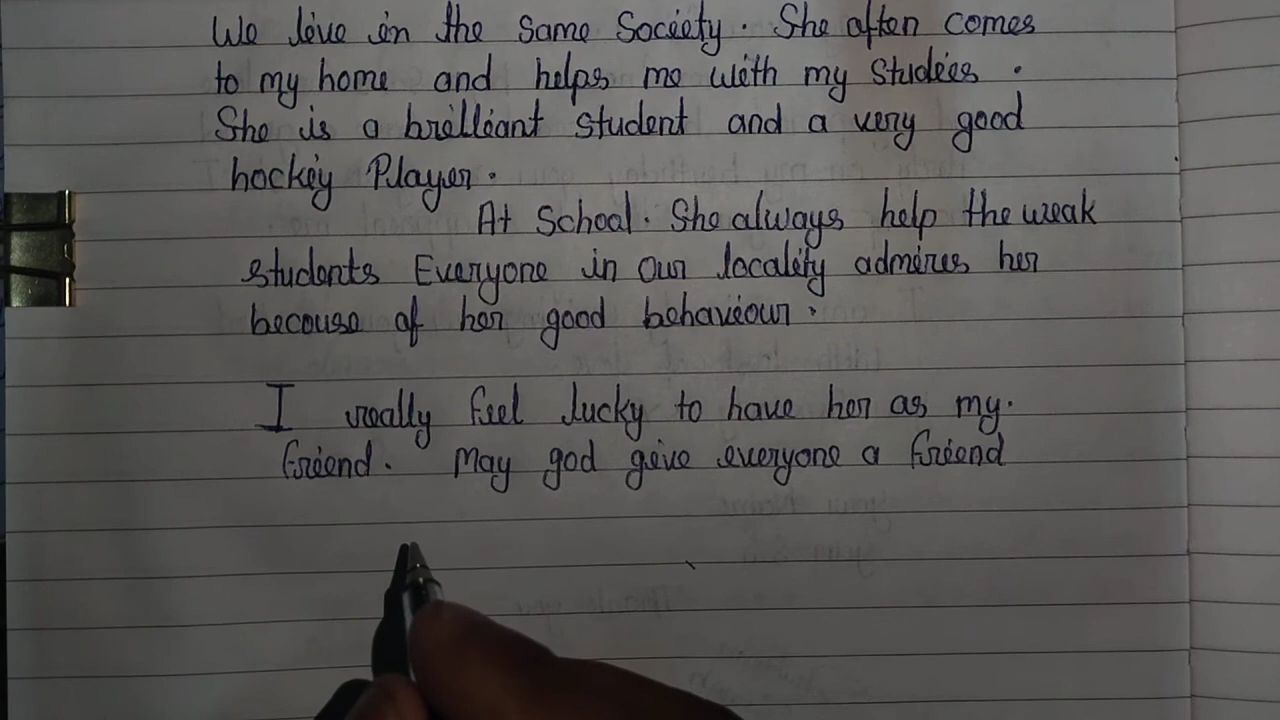 We live in the Same Society. She often comes
to my home and helps me with my Studies.
She is a brilliant student and a very good
hockey Player.
At School. She always help the weak
students Everyone in our locality admires her
becouse of her good behaviour.
I really feel lucky to have her as my.
friend. May god give everyone a friend